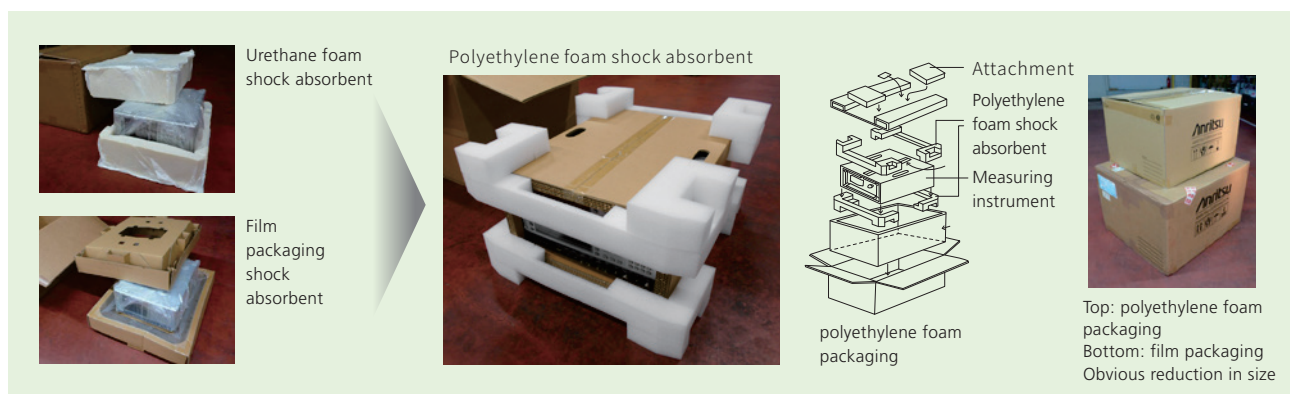 Urethane foam
shock absorbent
Film
packaging
shock
absorbent
Polyethylene foam shock absorbent
Attachment
Polyethylene
foam shock
absorbent
Measuring
instrument
polyethylene foam
packaging
Anritsu
Anritsu
Top: polyethylene foam
packaging
Bottom: film packaging
Obvious reduction in size